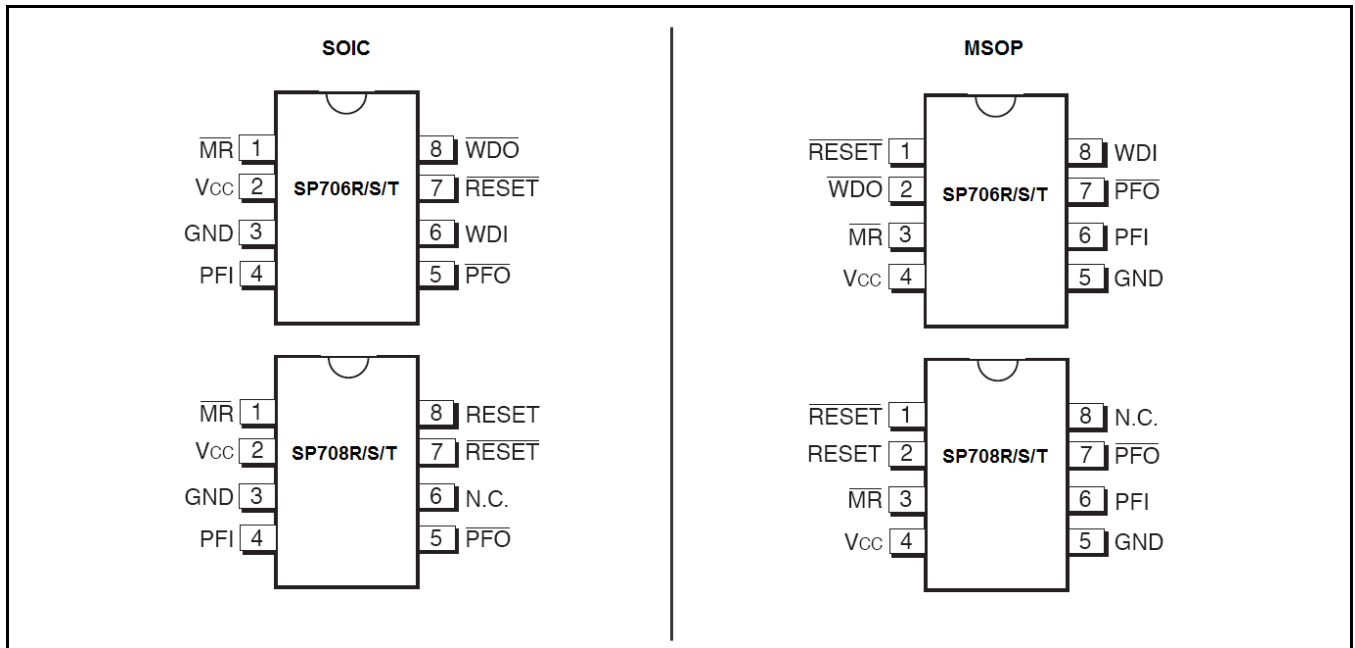 SOIC
MR 1
8 WDO
Vcc 2
SP706R/S/T
7 RESET
GND 3
6 WDI
PFI 4
5 PFO
MR 1
8 RESET
Vcc 2
SP708R/S/T
7 RESET
GND 3
6 N.C.
PFI 4
5 PFO
MSOP
RESET 1
8 WDI
WDO 2
SP706R/S/T
7 PFO
MR 3
6 PFI
Vcc 4
5 GND
RESET 1
8 N.C.
RESET 2
SP708R/S/T
7 PFO
MR 3
6 PFI
Vcc 4
5 GND